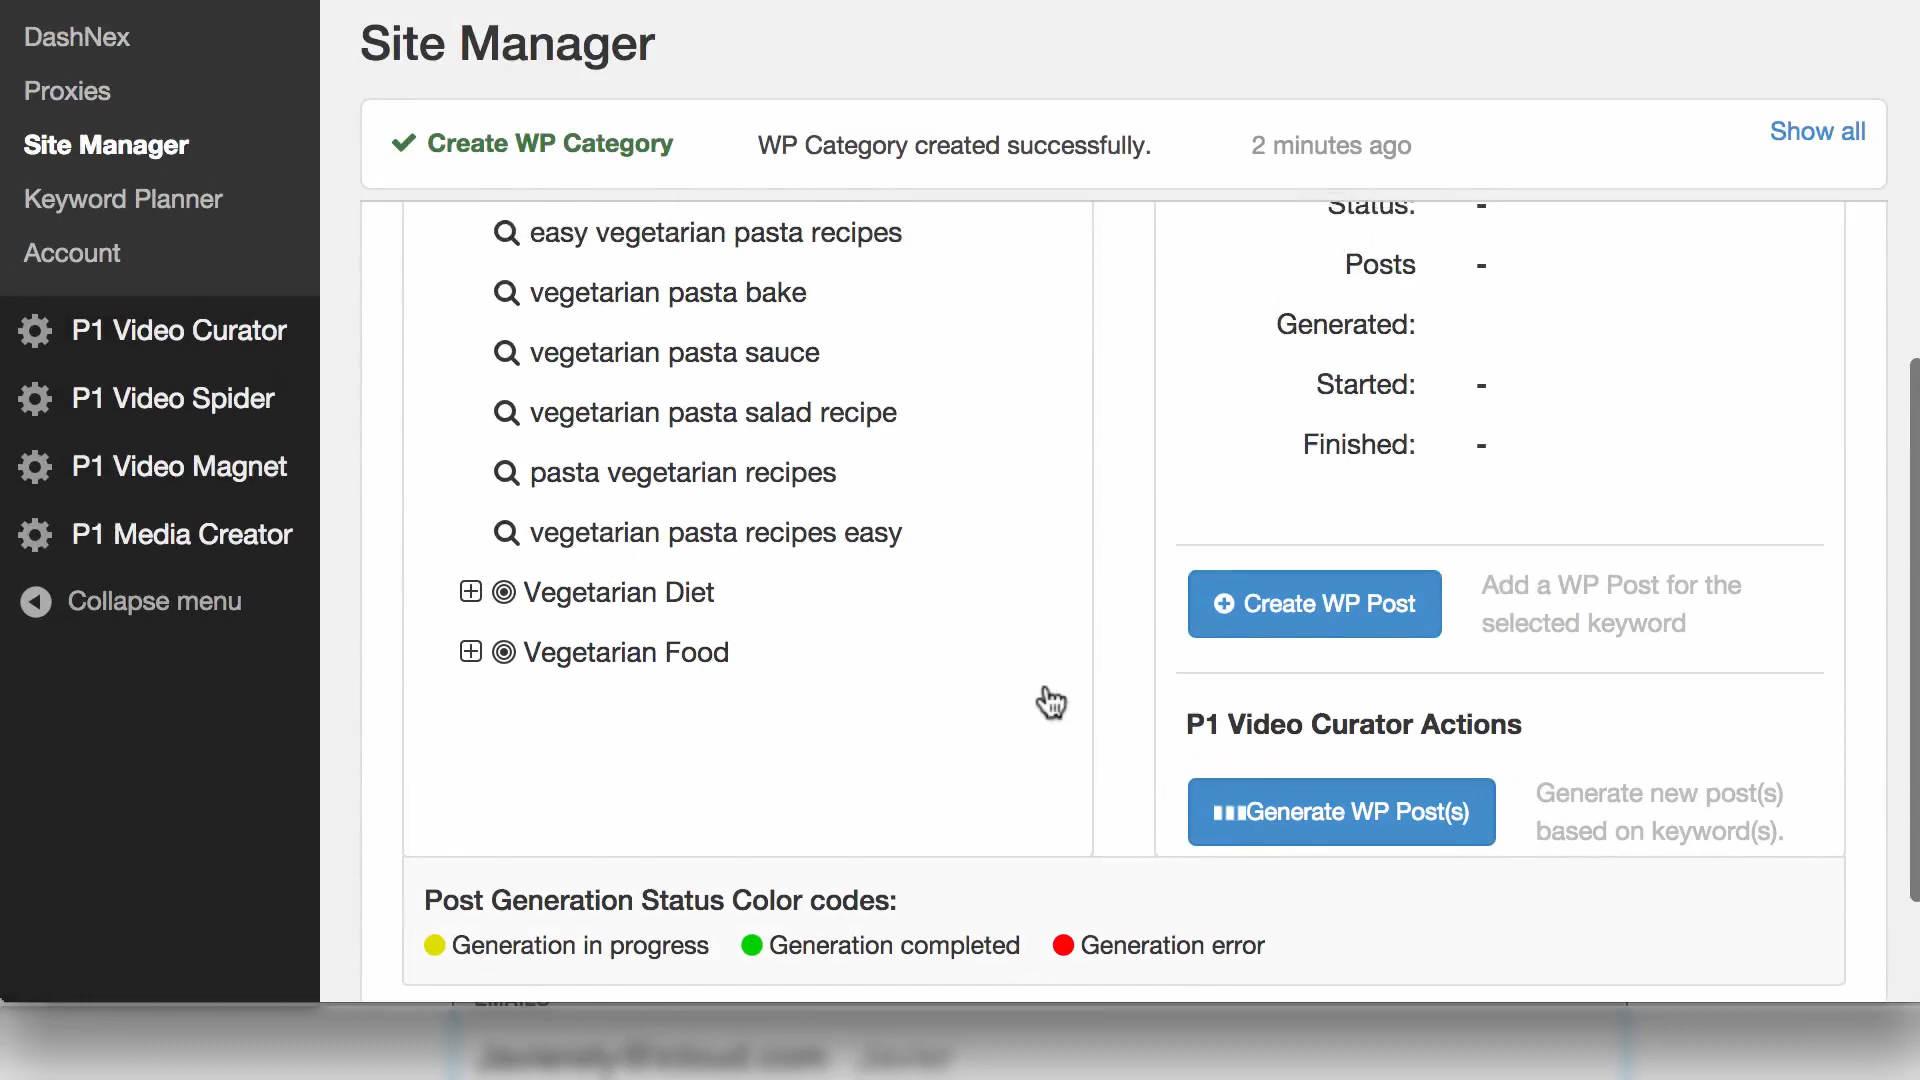 DashNex
Proxies
Site Manager
Keyword Planner
Account
P1 Video Curator
P1 Video Spider
P1 Video Magnet
P1 Media Creator
Collapse menu
Site Manager
Create WP Category
WP Category created successfully.
2 minutes ago
Show all
easy vegetarian pasta recipes
vegetarian pasta bake
vegetarian pasta sauce
vegetarian pasta salad recipe
pasta vegetarian recipes
vegetarian pasta recipes easy
Vegetarian Diet
Vegetarian Food
Status: -
Posts -
Generated:
Started: -
Finished: -
Create WP Post
Add a WP Post for the
selected keyword
P1 Video Curator Actions
Generate WP Post(s)
Generate new post(s)
based on keyword(s).
Post Generation Status Color codes:
Generation in progress
Generation completed
Generation error